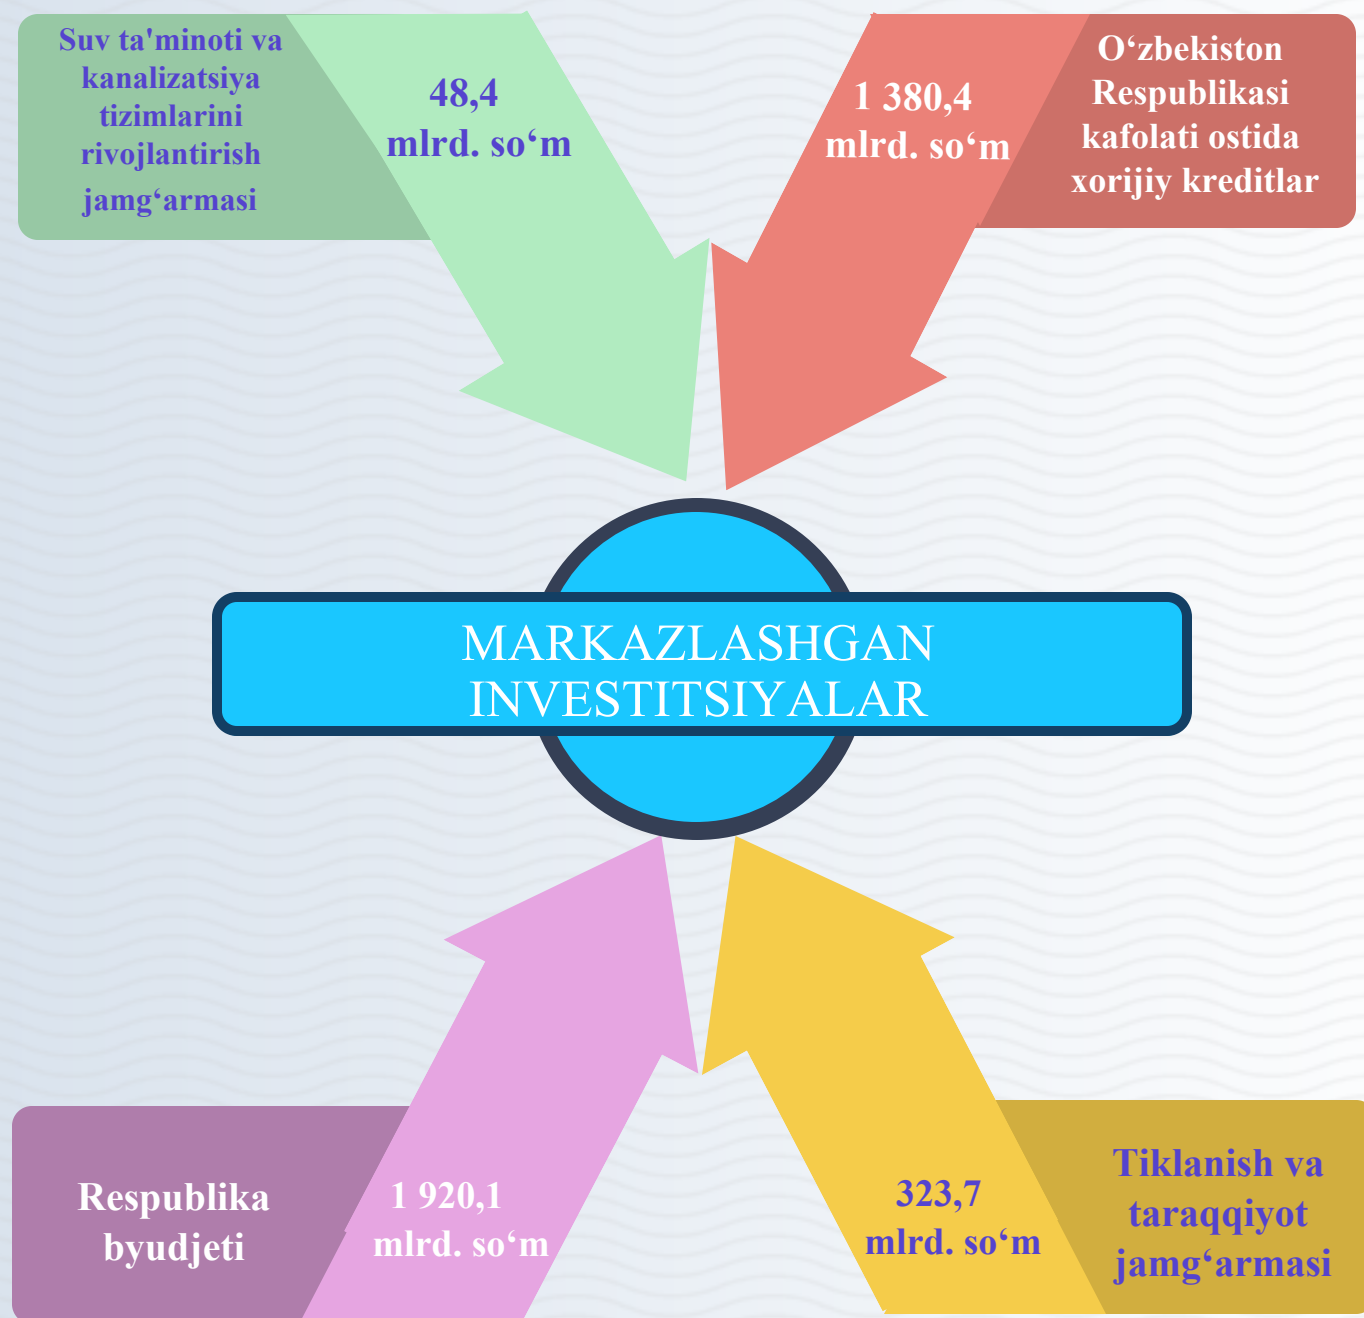 Suv ta'minoti va
kanalizatsiya
tizimlarini
rivojlantirish
jamg‘armasi
48,4
mlrd. so‘m
1 380,4
mlrd. so‘m
O‘zbekiston
Respublikasi
kafolati ostida
xorijiy kreditlar
MARKAZLASHGAN
INVESTITSIYALAR
Respublika
byudjeti
1 920,1
mlrd. so‘m
323,7
mlrd. so‘m
Tiklanish va
taraqqiyot
jamg‘armasi